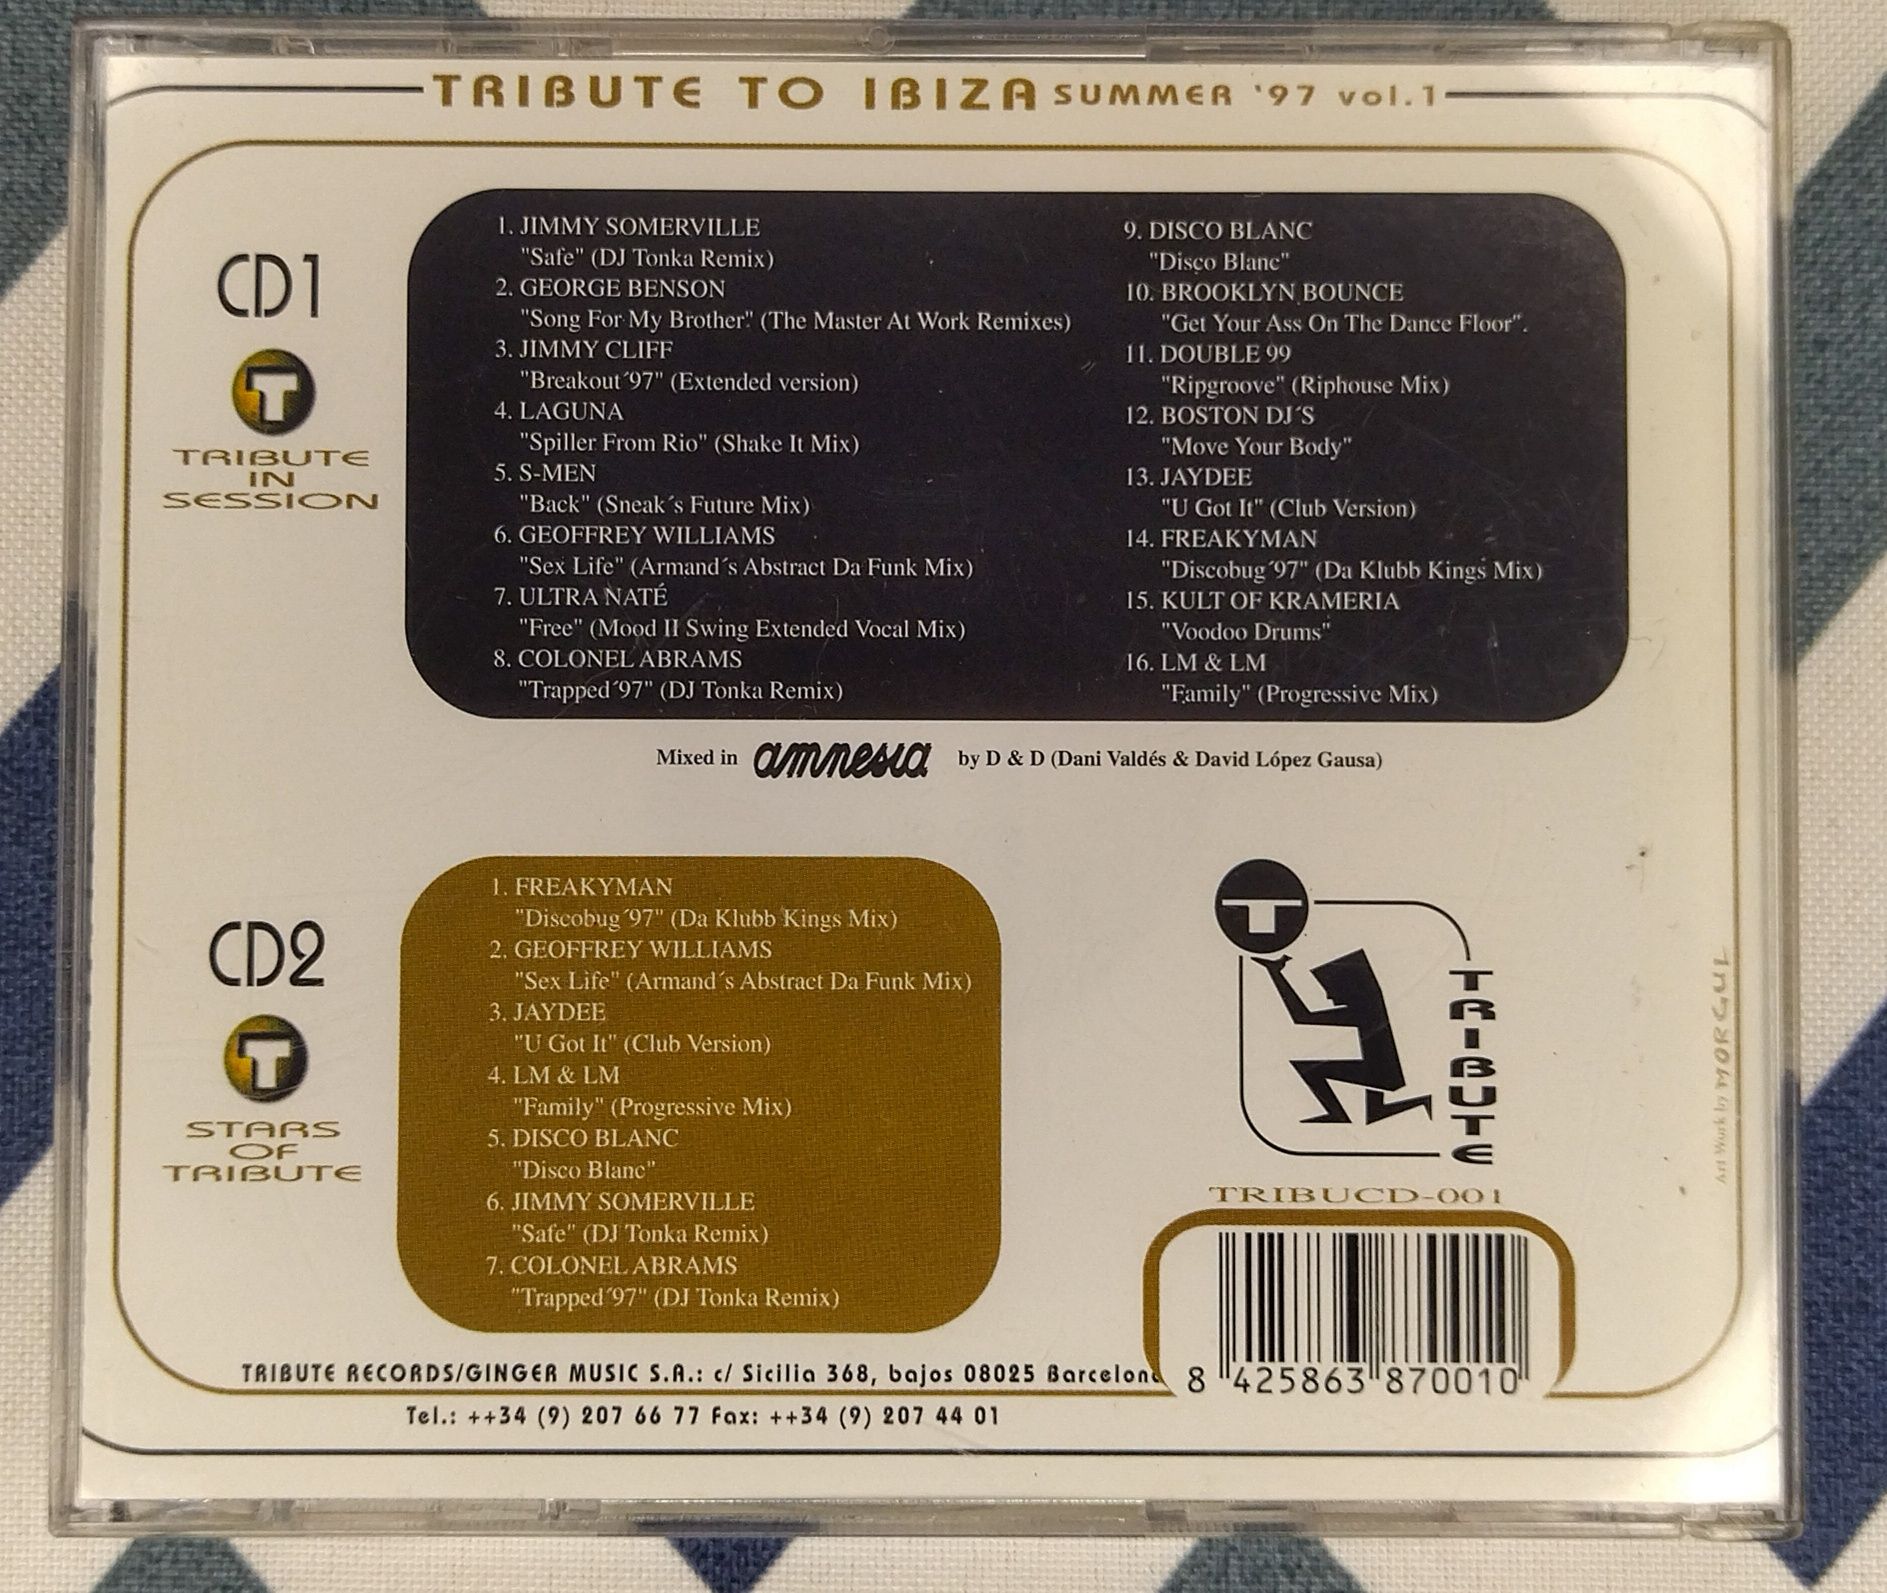 TRIBUTE TO IBIZA SUMMER '97 vol.1
CD1
T
TRIBUTE
IN
SESSION
1. JIMMY SOMERVILLE
"Safe" (DJ Tonka Remix)
2. GEORGE BENSON
"Song For My Brother" (The Master At Work Remixes)
3. JIMMY CLIFF
"Breakout´97" (Extended version)
4. LAGUNA
"Spiller From Rio" (Shake It Mix)
5. S-MEN
"Back" (Sneak´s Future Mix)
6. GEOFFREY WILLIAMS
"Sex Life" (Armand´s Abstract Da Funk Mix)
7. ULTRA NATÉ
"Free" (Mood II Swing Extended Vocal Mix)
8. COLONEL ABRAMS
"Trapped´97" (DJ Tonka Remix)
9. DISCO BLANC
"Disco Blanc"
10. BROOKLYN BOUNCE
"Get Your Ass On The Dance Floor".
11. DOUBLE 99
"Ripgroove" (Riphouse Mix)
12. BOSTON DJ´S
"Move Your Body"
13. JAYDEE
"U Got It" (Club Version)
14. FREAKYMAN
"Discobug´97" (Da Klubb Kings Mix)
15. KULT OF KRAMERIA
"Voodoo Drums"
16. LM & LM
"Family" (Progressive Mix)
Mixed in amnesia by D & D (Dani Valdés & David López Gausa)
CD2
T
STARS
OF
TRIBUTE
1. FREAKYMAN
"Discobug´97" (Da Klubb Kings Mix)
2. GEOFFREY WILLIAMS
"Sex Life" (Armand´s Abstract Da Funk Mix)
3. JAYDEE
"U Got It" (Club Version)
4. LM & LM
"Family" (Progressive Mix)
5. DISCO BLANC
"Disco Blanc"
6. JIMMY SOMERVILLE
"Safe" (DJ Tonka Remix)
7. COLONEL ABRAMS
"Trapped´97" (DJ Tonka Remix)
T
TRIBUTE
TRIBUCD-001
Art Work by MORGUL
8 425863 870010
TRIBUTE RECORDS/GINGER MUSIC S.A.: c/ Sicilia 368, bajos 08025 Barcelona
Tel.: ++34 (9) 207 66 77 Fax: ++34 (9) 207 44 01